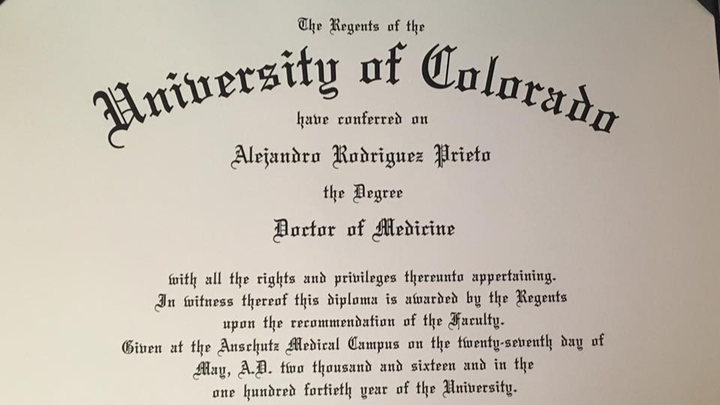 The Regents of the
University of Colorado
have conferred on
Alejandro Rodriguez Prieto
the Degree
Doctor of Medicine
with all the rights and privileges thereunto appertaining.
In witness thereof this diploma is awarded by the Regents
upon the recommendation of the Faculty.
Given at the Anschutz Medical Campus on the twenty-seventh day of
May, A.D. two thousand and sixteen and in the
one hundred fortieth year of the University.